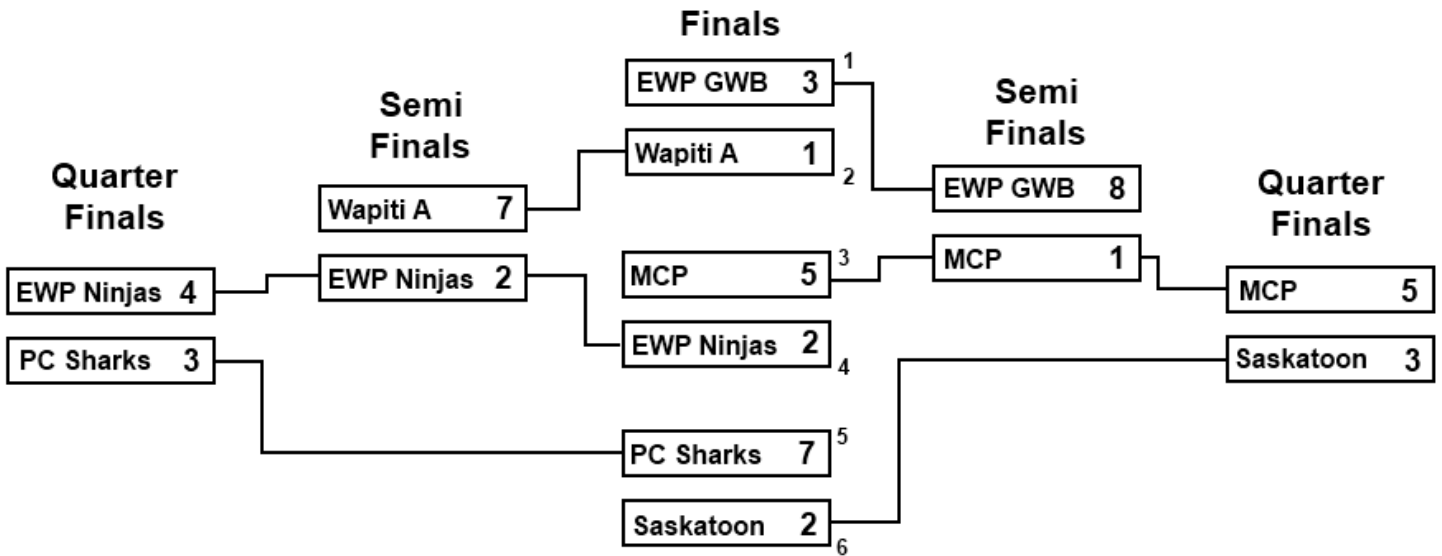 Finals
EWP GWB 3 1
Wapiti A 1 2
MCP 5 3
EWP Ninjas 2 4
PC Sharks 7 5
Saskatoon 2 6
Semi
Finals
Wapiti A 7
EWP Ninjas 2
Quarter
Finals
EWP Ninjas 4
PC Sharks 3
Semi
Finals
EWP GWB 8
MCP 1
Quarter
Finals
MCP 5
Saskatoon 3